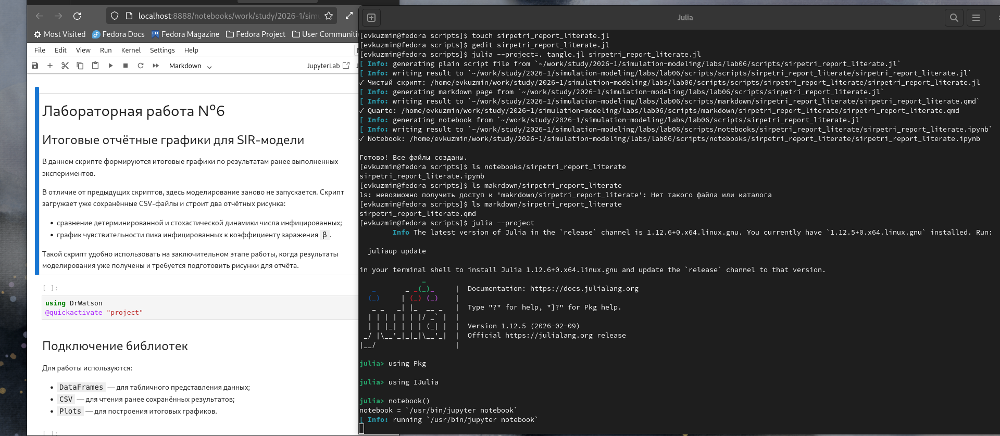 localhost:8888/notebooks/work/study/2026-1/sim
Most Visited Fedora Docs Fedora Magazine Fedora Project User Communiti
File Edit View Run Kernel Settings Help
Markdown JupyterLab
Лабораторная работа №6
Итоговые отчётные графики для SIR-модели
В данном скрипте формируются итоговые графики по результатам ранее выполненных
экспериментов.
В отличие от предыдущих скриптов, здесь моделирование заново не запускается. Скрипт
загружает уже сохранённые CSV-файлы и строит два отчётных рисунка:
• сравнение детерминированной и стохастической динамики числа инфицированных;
• график чувствительности пика инфицированных к коэффициенту заражения β .
Такой скрипт удобно использовать на заключительном этапе работы, когда результаты
моделирования уже получены и требуется подготовить рисунки для отчёта.
[ ]:
using DrWatson
@quickactivate "project"
Подключение библиотек
Для работы используются:
• DataFrames — для табличного представления данных;
• CSV — для чтения ранее сохранённых результатов;
• Plots — для построения итоговых графиков.
[ ]:
Julia
[evkuzmin@fedora scripts]$ touch sirpetri_report_literate.jl
[evkuzmin@fedora scripts]$ gedit sirpetri_report_literate.jl
[evkuzmin@fedora scripts]$ julia --project=. tangle.jl sirpetri_report_literate.jl
[ Info: generating plain script file from `~/work/study/2026-1/simulation-modeling/labs/lab06/scripts/sirpetri_report_literate.jl`
[ Info: writing result to `~/work/study/2026-1/simulation-modeling/labs/lab06/scripts/scripts/sirpetri_report_literate/sirpetri_report_literate.jl`
✓ Чистый скрипт: /home/evkuzmin/work/study/2026-1/simulation-modeling/labs/lab06/scripts/scripts/sirpetri_report_literate/sirpetri_report_literate.jl
[ Info: generating markdown page from `~/work/study/2026-1/simulation-modeling/labs/lab06/scripts/sirpetri_report_literate.jl`
[ Info: writing result to `~/work/study/2026-1/simulation-modeling/labs/lab06/scripts/markdown/sirpetri_report_literate/sirpetri_report_literate.qmd`
✓ Quarto: /home/evkuzmin/work/study/2026-1/simulation-modeling/labs/lab06/scripts/markdown/sirpetri_report_literate/sirpetri_report_literate.qmd
[ Info: generating notebook from `~/work/study/2026-1/simulation-modeling/labs/lab06/scripts/sirpetri_report_literate.jl`
[ Info: writing result to `~/work/study/2026-1/simulation-modeling/labs/lab06/scripts/notebooks/sirpetri_report_literate/sirpetri_report_literate.ipynb`
✓ Notebook: /home/evkuzmin/work/study/2026-1/simulation-modeling/labs/lab06/scripts/notebooks/sirpetri_report_literate/sirpetri_report_literate.ipynb
Готово! Все файлы созданы.
[evkuzmin@fedora scripts]$ ls notebooks/sirpetri_report_literate
sirpetri_report_literate.ipynb
[evkuzmin@fedora scripts]$ ls makrdown/sirpetri_report_literate
ls: невозможно получить доступ к 'makrdown/sirpetri_report_literate': Нет такого файла или каталога
[evkuzmin@fedora scripts]$ ls markdown/sirpetri_report_literate
sirpetri_report_literate.qmd
[evkuzmin@fedora scripts]$ julia --project
Info The latest version of Julia in the `release` channel is 1.12.6+0.x64.linux.gnu. You currently have `1.12.5+0.x64.linux.gnu` installed. Run:
juliaup update
in your terminal shell to install Julia 1.12.6+0.x64.linux.gnu and update the `release` channel to that version.
| Documentation: https://docs.julialang.org
| Type "?" for help, "]?" for Pkg help.
| Version 1.12.5 (2026-02-09)
| Official https://julialang.org release
julia> using Pkg
julia> using IJulia
julia> notebook()
notebook = `/usr/bin/jupyter notebook`
[ Info: running `/usr/bin/jupyter notebook`